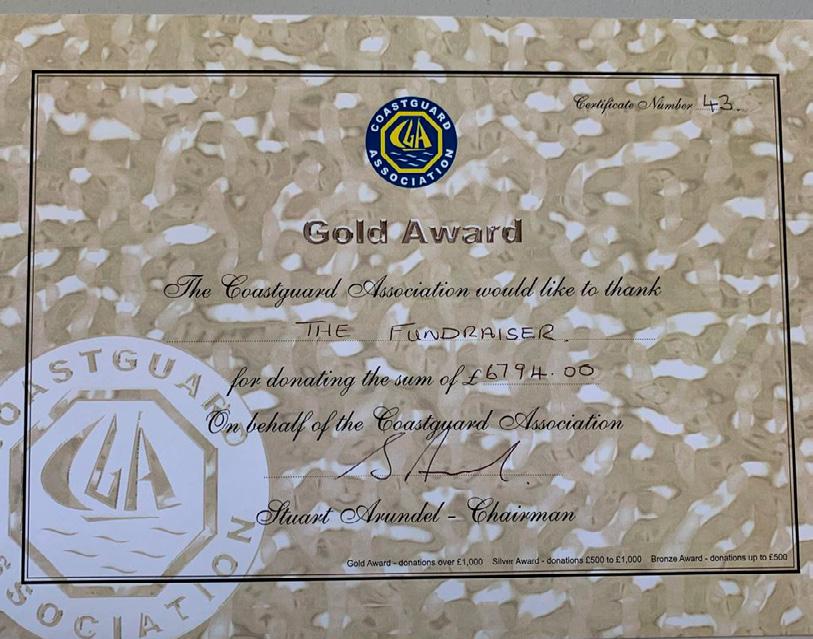 Certificate Number 43.
COASTGUARD
CGA
ASSOCIATION
Gold Award
The Coastguard Association would like to thank
THE FUNDRAISER.
for donating the sum of £6794.00
On behalf of the Coastguard Association
Stuart Arundel - Chairman
Gold Award - donations over £1,000 Silver Award - donations £500 to £1,000 Bronze Award - donations up to £500
COASTGUARD
CGA
ASSOCIATION